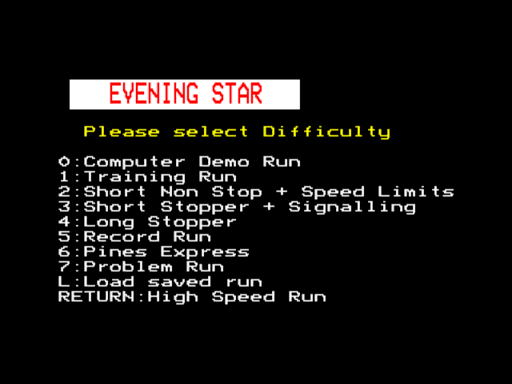 EVENING STAR
Please select Difficulty
0:Computer Demo Run
1:Training Run
2:Short Non Stop + Speed Limits
3:Short Stopper + Signalling
4:Long Stopper
5:Record Run
6:Pines Express
7:Problem Run
L:Load saved run
RETURN:High Speed Run